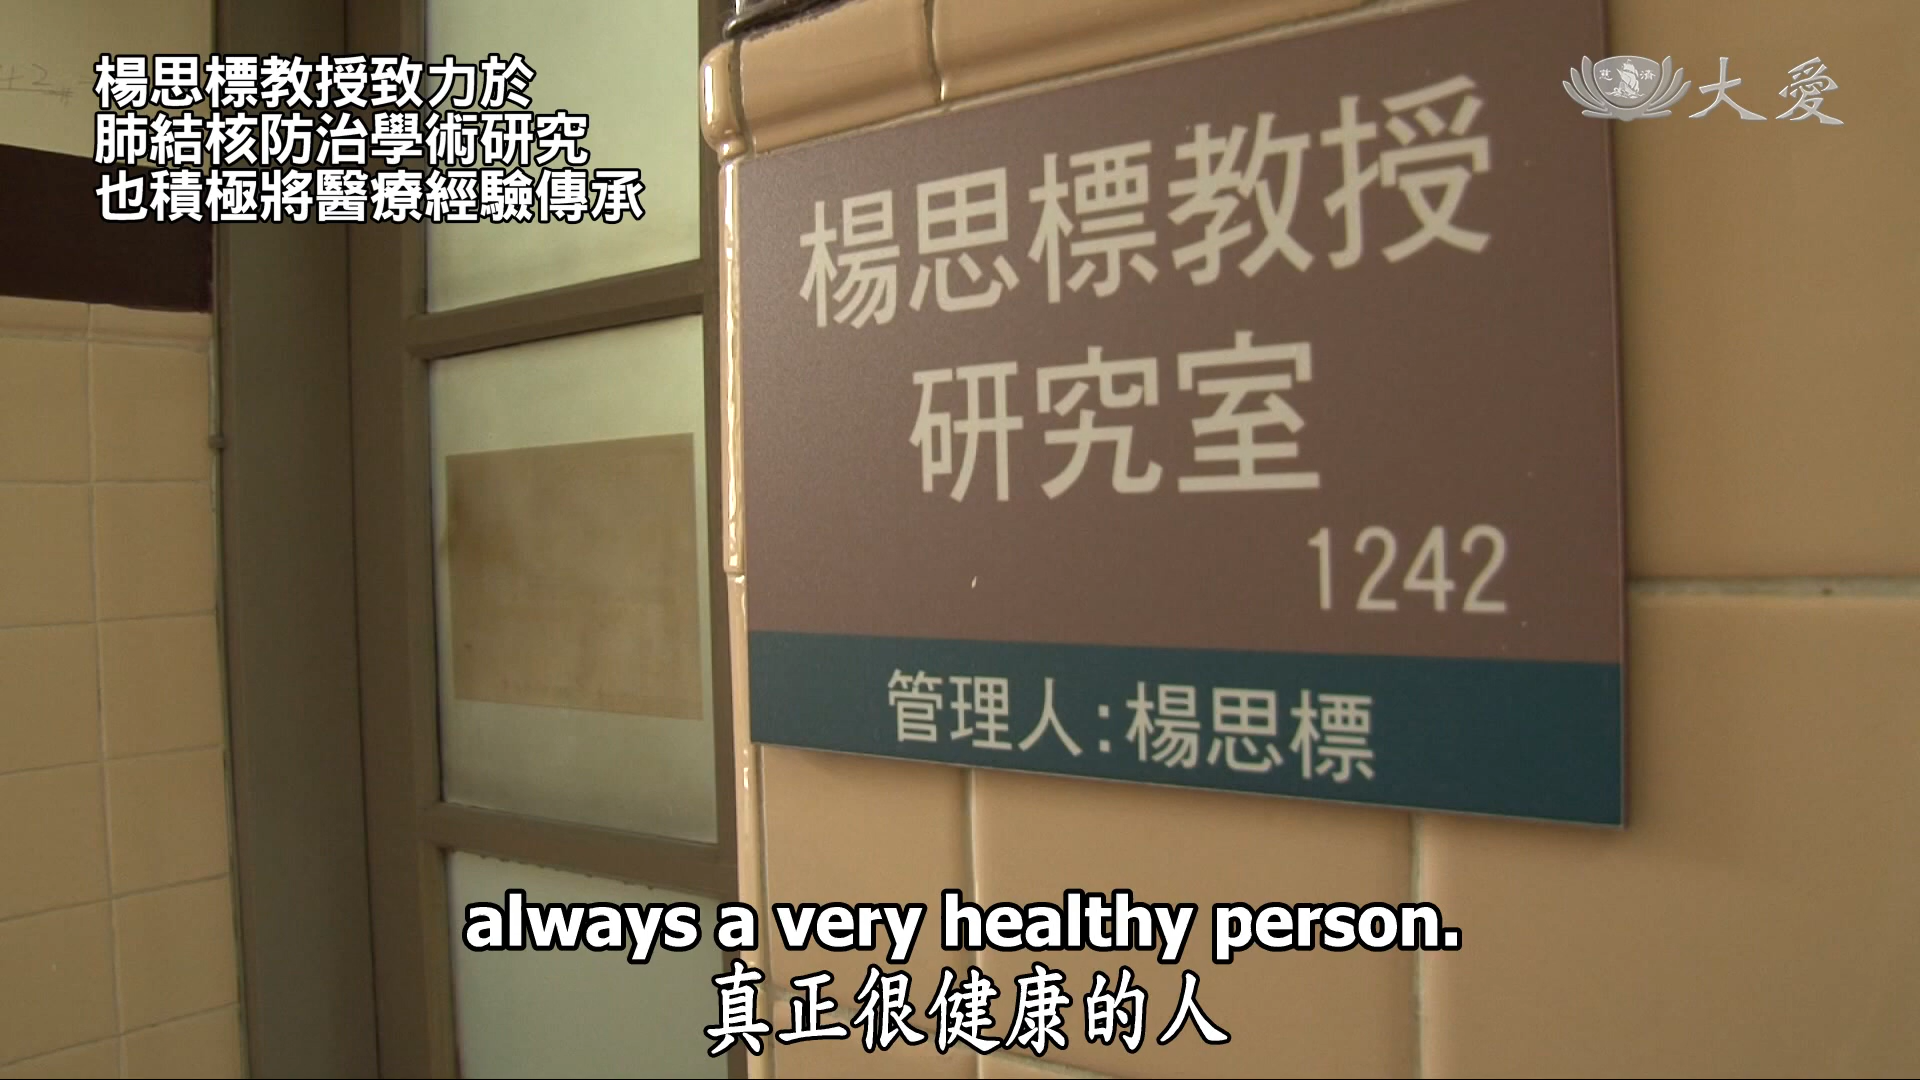 楊思標教授致力於
肺結核防治學術研究
也積極將醫療經驗傳承
慈濟
大愛
楊思標教授
研究室
1242
管理人:楊思標
always a very healthy person.
真正很健康的人